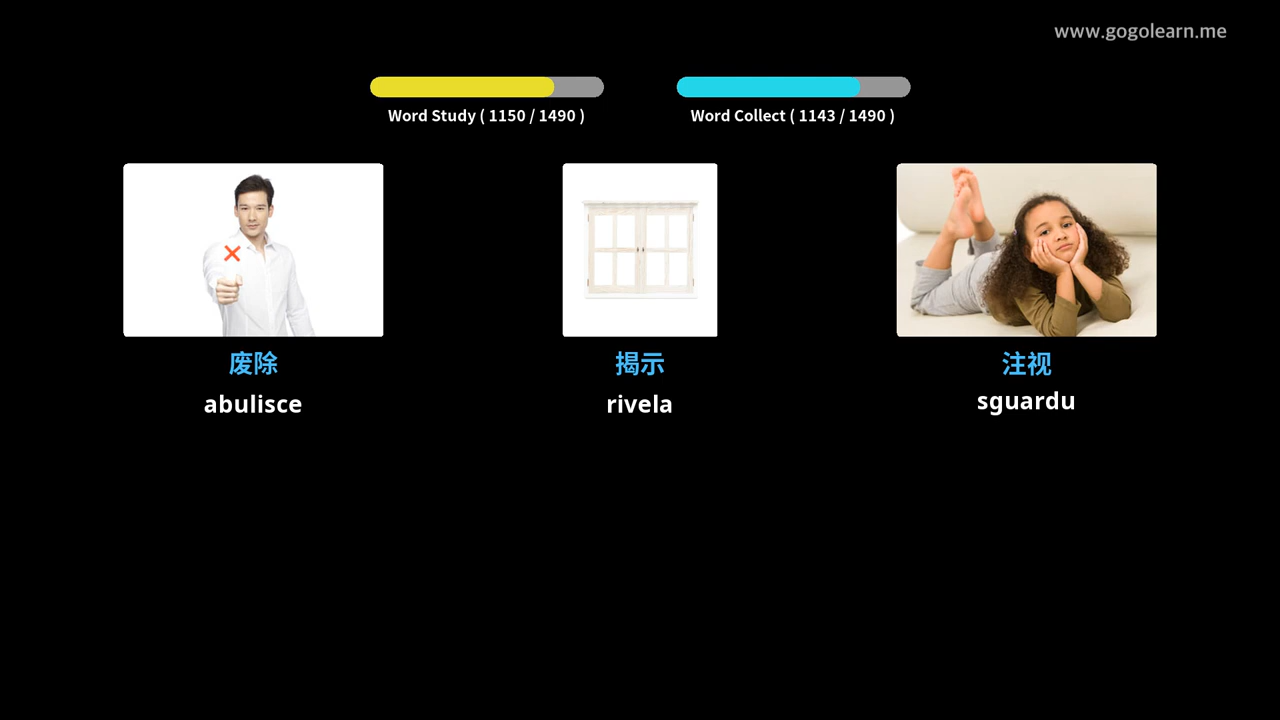 www.gogolearn.me
Word Study ( 1150 / 1490 )
Word Collect ( 1143 / 1490 )
废除
揭示
注视
abulisce
rivela
sguardu